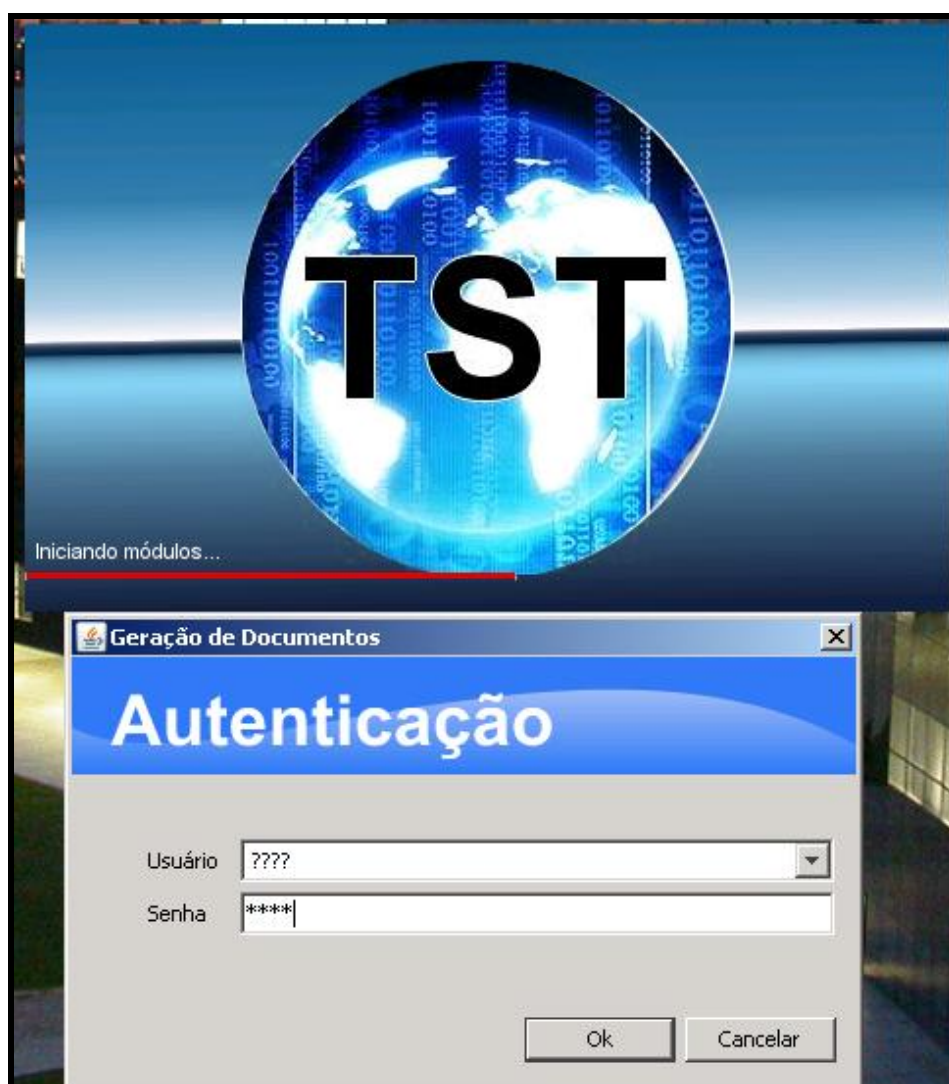 TST
Iniciando módulos...
Geração de Documentos
Autenticação
Usuário ????
Senha ****
Ok Cancelar